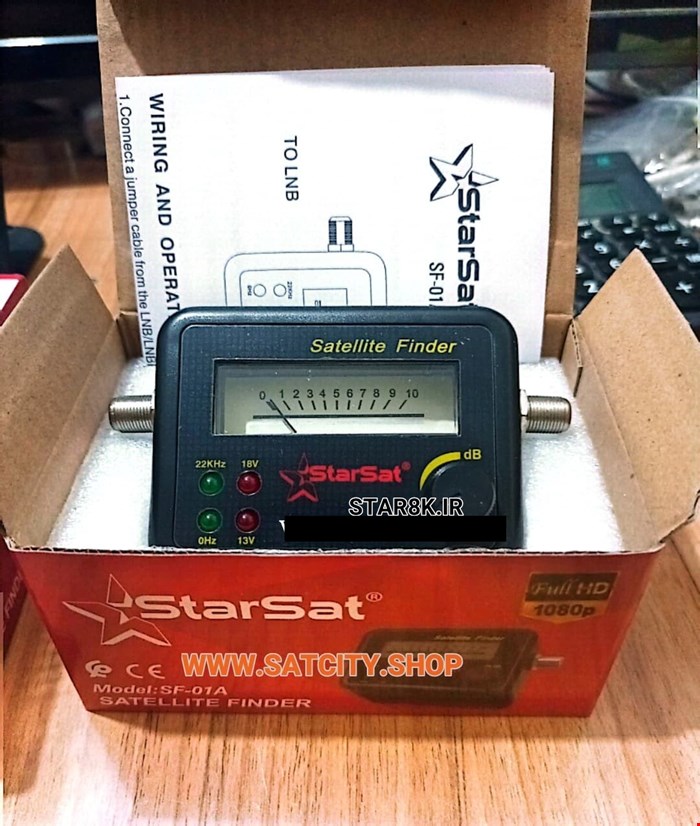 WIRING AND OPERAT
1.Connect a jumper cable from the LNB/LNB
TO LNB
StarSat
SF-01
22KHz
Satellite Finder
0 1 2 3 4 5 6 7 8 9 10
dB
22KHz 18V
StarSat®
STAR8K.IR
0Hz 13V
StarSat®
Full HD
1080p
Satellite Finder
CE
WWW.SATCITY.SHOP
Model:SF-01A
SATELLITE FINDER